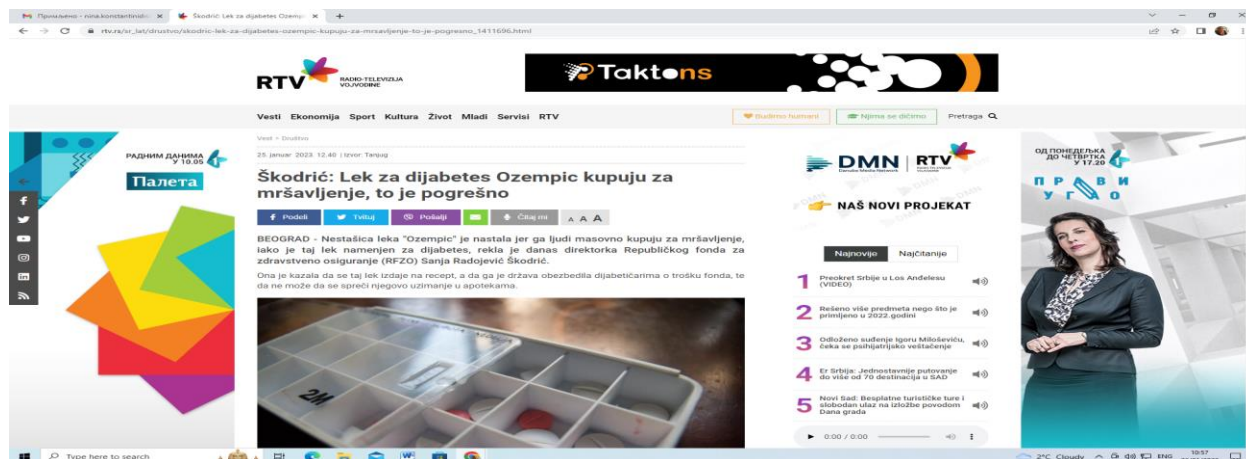 Примљено - nina.konstantinidi
Škodrić: Lek za dijabetes Ozempi
rtv.rs/sr_lat/drustvo/skodric-lek-za-dijabetes-ozempic-kupuju-za-mrsavljenje-to-je-pogresno_1411696.html
RTV
RADIO-TELEVIZIJA
VOJVODINE
Taktons
Vesti Ekonomija Sport Kultura Život Mladi Servisi RTV
Budimo humani
Njima se dičimo
Pretraga
Vesti > Društvo
25. januar 2023. 12.40 | Izvor: Tanjug
Škodrić: Lek za dijabetes Ozempic kupuju za
mršavljenje, to je pogrešno
Podeli
Tvituj
Pošalji
Čitaj mi
A A A
BEOGRAD - Nestašica leka "Ozempic" je nastala jer ga ljudi masovno kupuju za mršavljenje,
iako je taj lek namenjen za dijabetes, rekla je danas direktorka Republičkog fonda za
zdravstveno osiguranje (RFZO) Sanja Radojević Škodrić.
Ona je kazala da se taj lek izdaje na recept, a da ga je država obezbedila dijabetičarima o trošku fonda, te
da ne može da se spreči njegovo uzimanje u apotekama.
2M
РАДНИМ ДАНИМА
У 10.05
Палета
DMN RTV
Danube Media Network
NAŠ NOVI PROJEKAT
Najnovije
Najčitanije
1 Preokret Srbije u Los Anđelesu
(VIDEO)
2 Rešeno više predmeta nego što je
primljeno u 2022.godini
3 Odloženo suđenje Igoru Miloševiću,
čeka se psihijatrijsko veštačenje
4 Er Srbija: Jednostavnije putovanje
do više od 70 destinacija u SAD
5 Novi Sad: Besplatne turističke ture i
slobodan ulaz na izložbe povodom
Dana grada
0:00 / 0:00
ОД ПОНЕДЕЉКА
ДО ЧЕТВРТКА
У 17.20
ПРАВИ
УГАО
Type here to search
2°C Cloudy
ENG
10:57